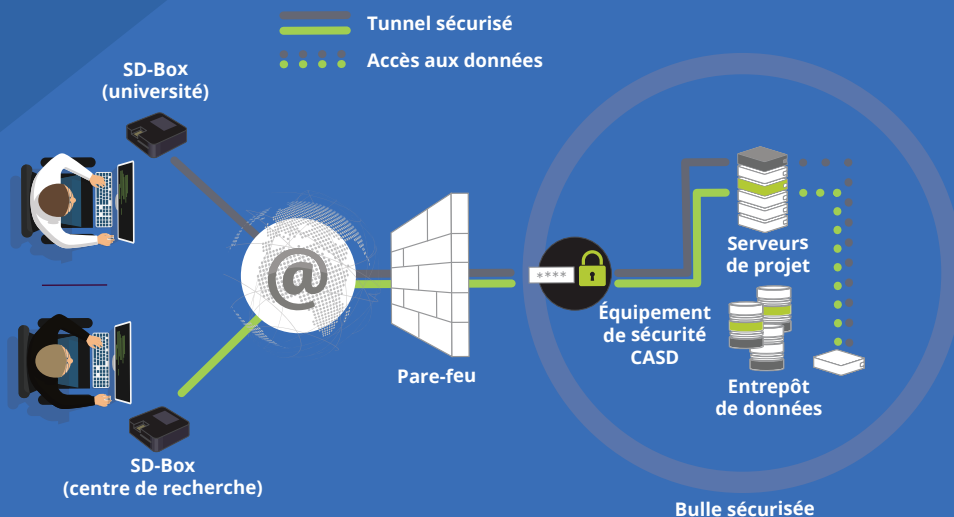 Tunnel sécurisé
Accès aux données
SD-Box
(université)
@
****
Serveurs
de projet
Équipement
de sécurité
CASD
Pare-feu
Entrepôt
de données
SD-Box
(centre de recherche)
Bulle sécurisée